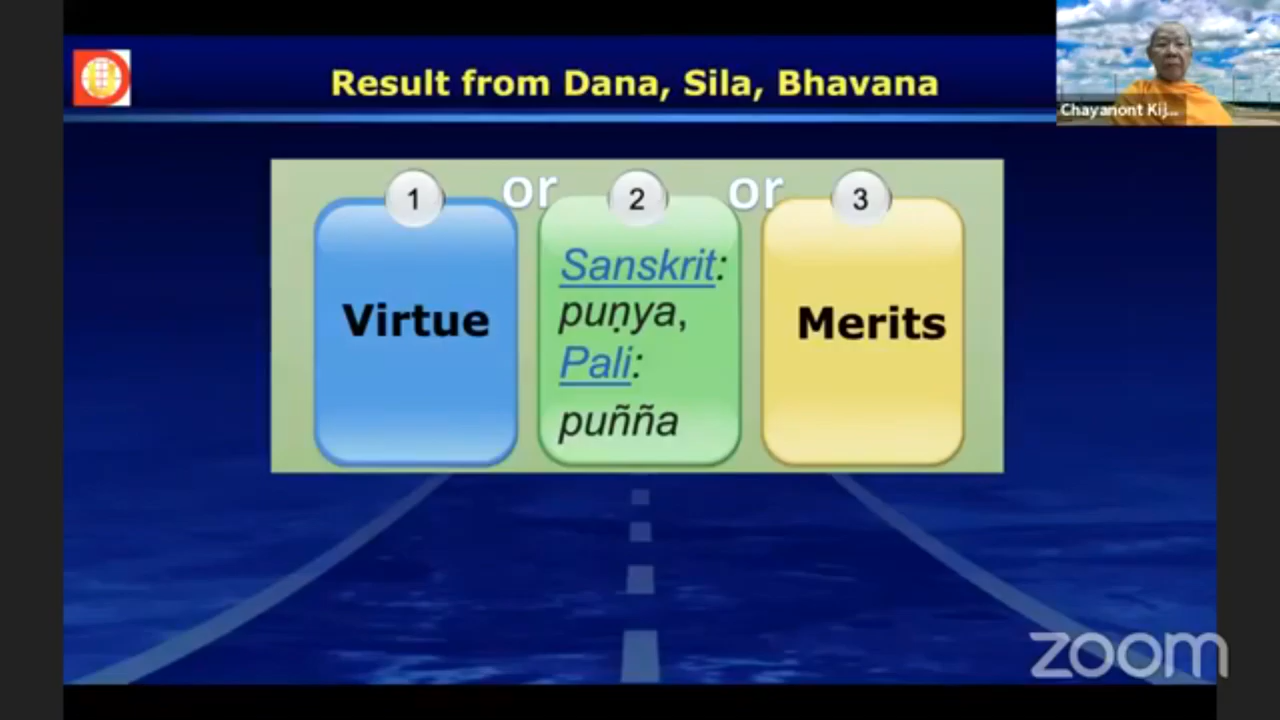 Result from Dana, Sila, Bhavana
Chayanont Kij...
1
or
2
or
3
Virtue
Sanskrit:
puṇya,
Pali:
puñña
Merits
zoom